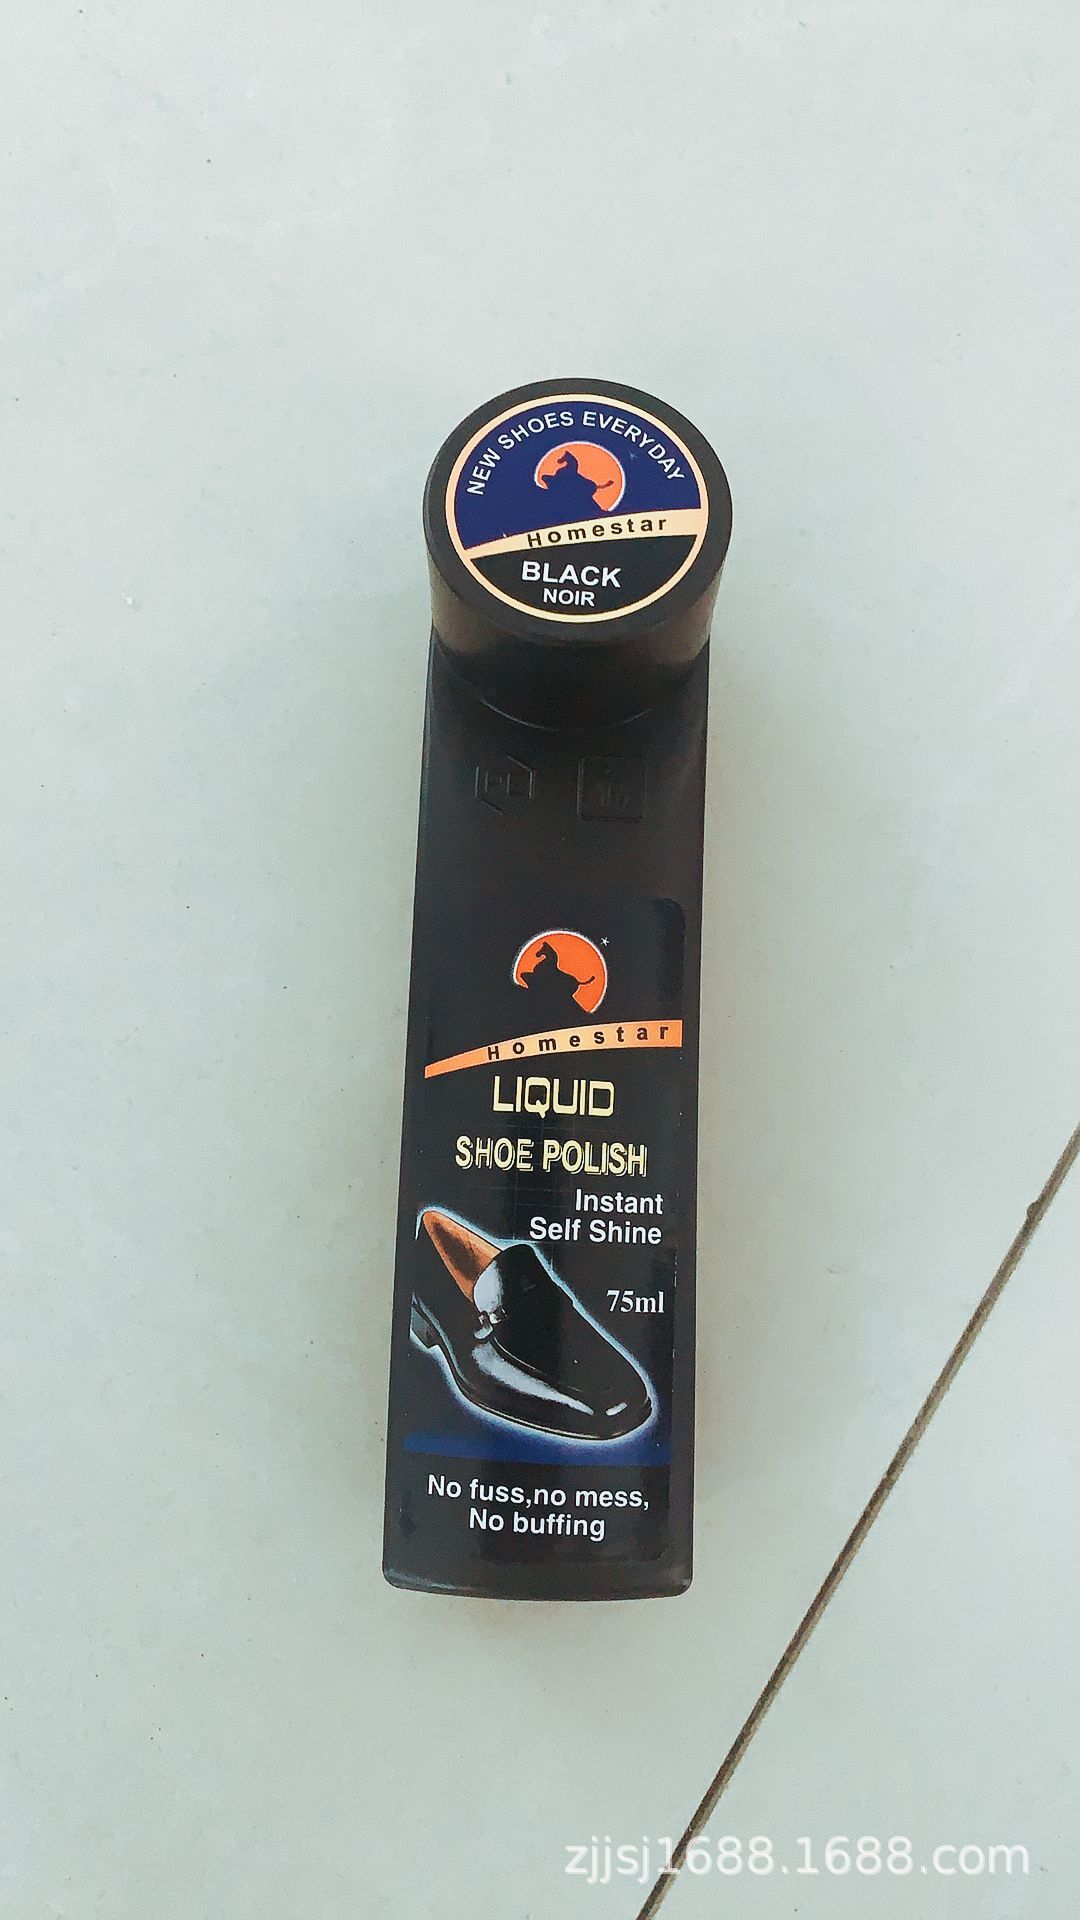 NEW SHOES EVERYDAY
Homestar
BLACK
NOIR
Homestar
LIQUID
SHOE POLISH
Instant
Self Shine
75ml
No fuss,no mess,
No buffing
zjjsj1688.1688.com